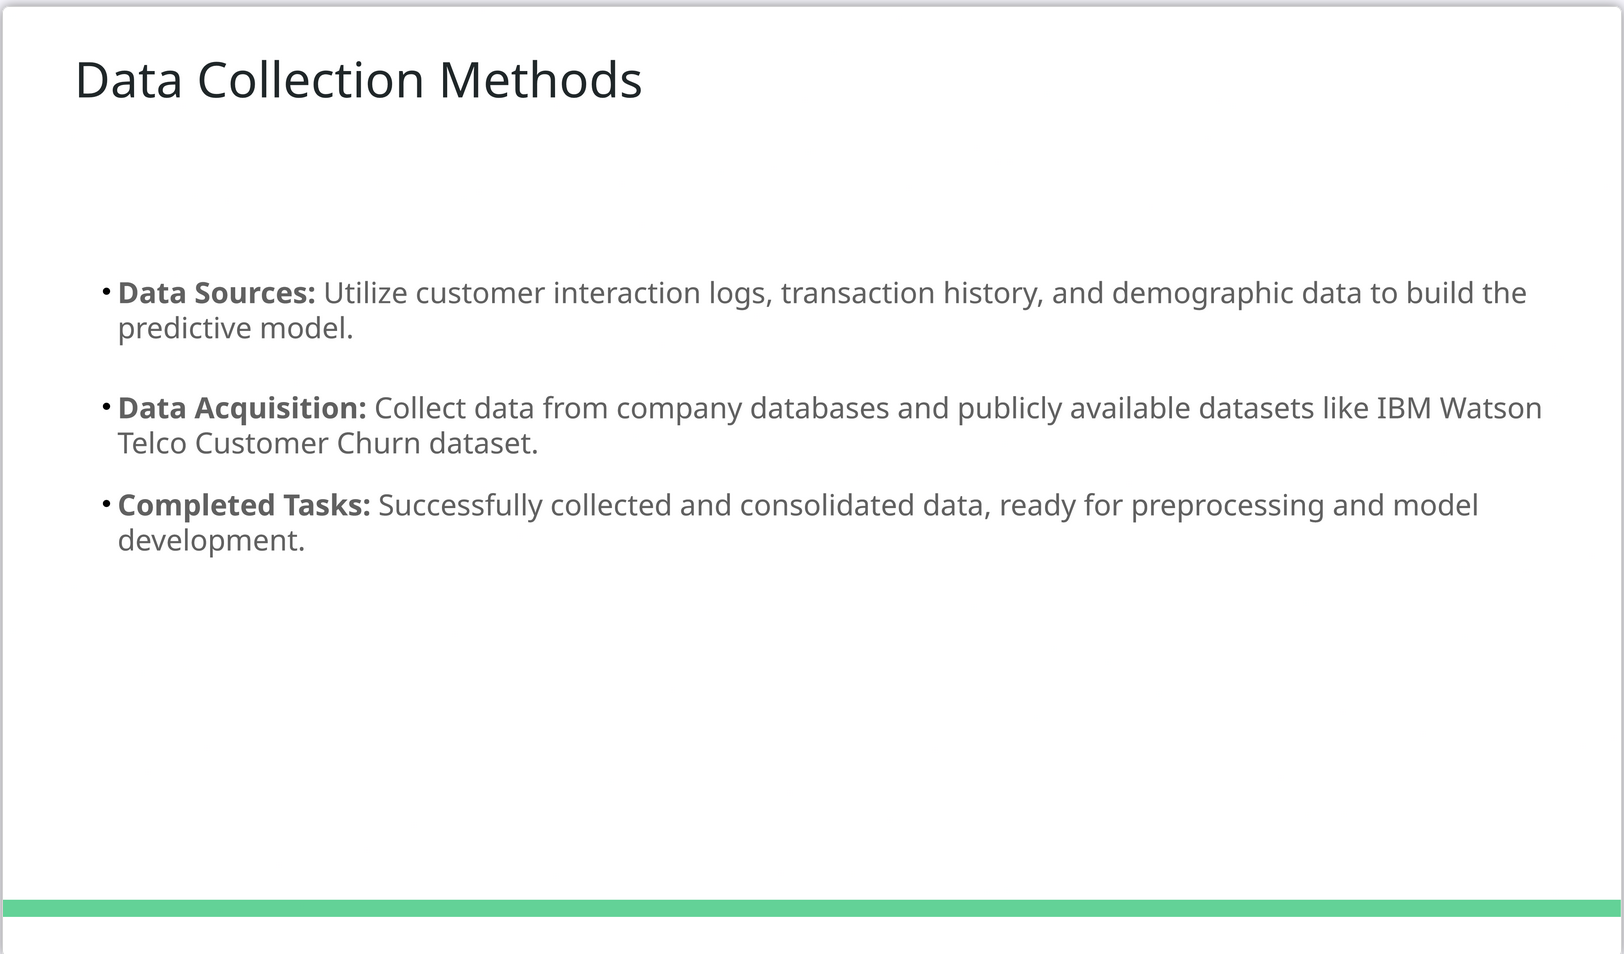 Data Collection Methods
• Data Sources: Utilize customer interaction logs, transaction history, and demographic data to build the
predictive model.
• Data Acquisition: Collect data from company databases and publicly available datasets like IBM Watson
Telco Customer Churn dataset.
• Completed Tasks: Successfully collected and consolidated data, ready for preprocessing and model
development.